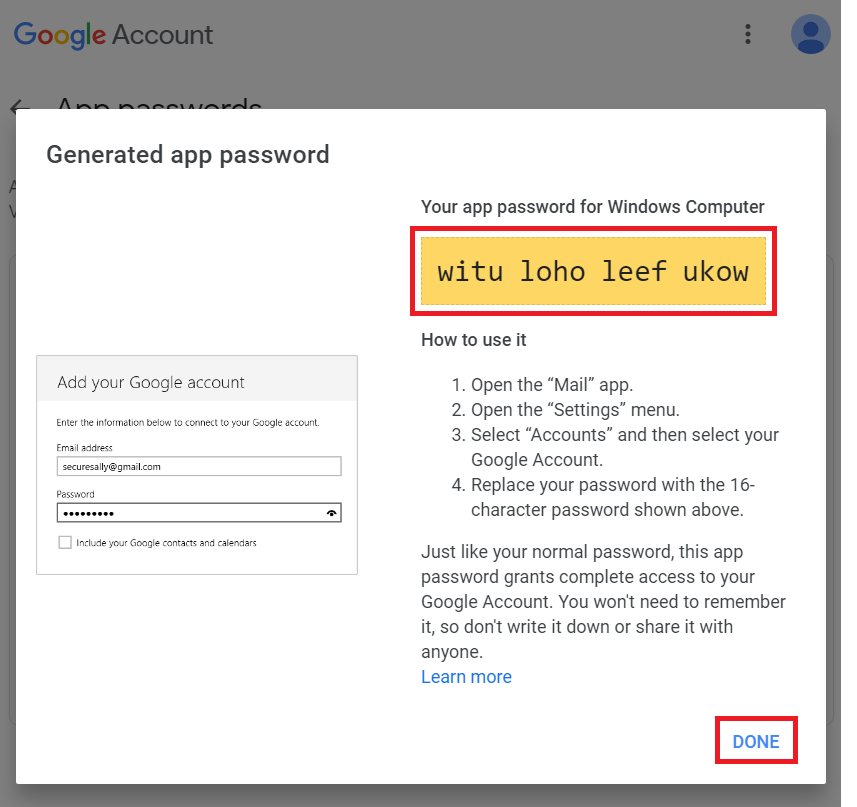 Google Account
App passwords
Generated app password
Your app password for Windows Computer
witu loho leef ukow
How to use it
1. Open the “Mail” app.
2. Open the “Settings” menu.
3. Select “Accounts” and then select your
Google Account.
4. Replace your password with the 16-
character password shown above.
Just like your normal password, this app
password grants complete access to your
Google Account. You won't need to remember
it, so don't write it down or share it with
anyone.
Learn more
Add your Google account
Enter the information below to connect to your Google account.
Email address
securesally@gmail.com
Password
•••••••••
Include your Google contacts and calendars
DONE